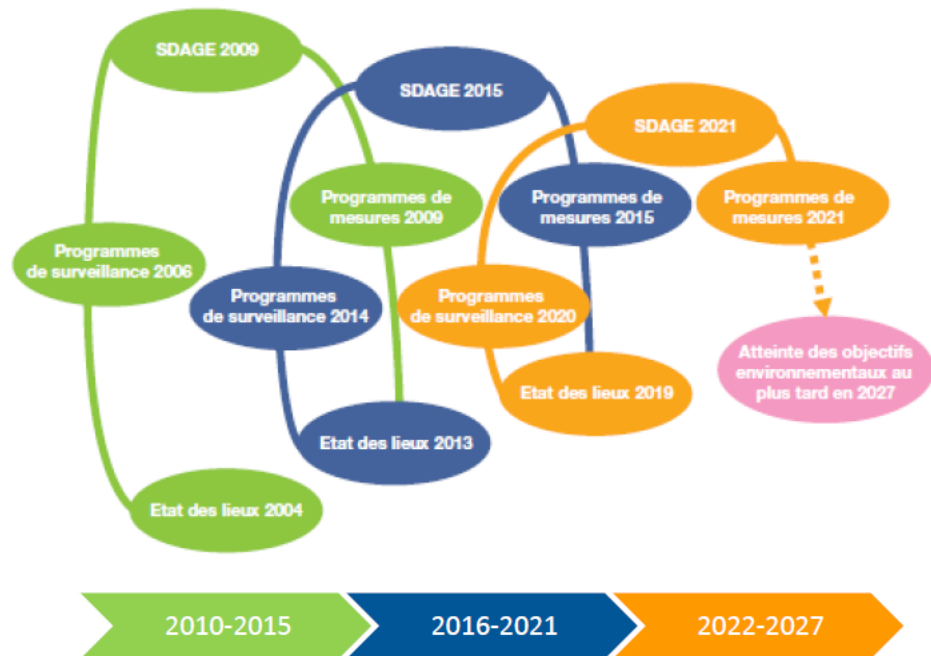 SDAGE 2009
SDAGE 2015
SDAGE 2021
Programmes de
mesures 2009
Programmes de
mesures 2015
Programmes de
mesures 2021
Programmes
de surveillance 2006
Programmes
de surveillance 2014
Programmes
de surveillance 2020
Atteinte des objectifs
environnementaux au
plus tard en 2027
Etat des lieux 2019
Etat des lieux 2013
Etat des lieux 2004
2010-2015
2016-2021
2022-2027